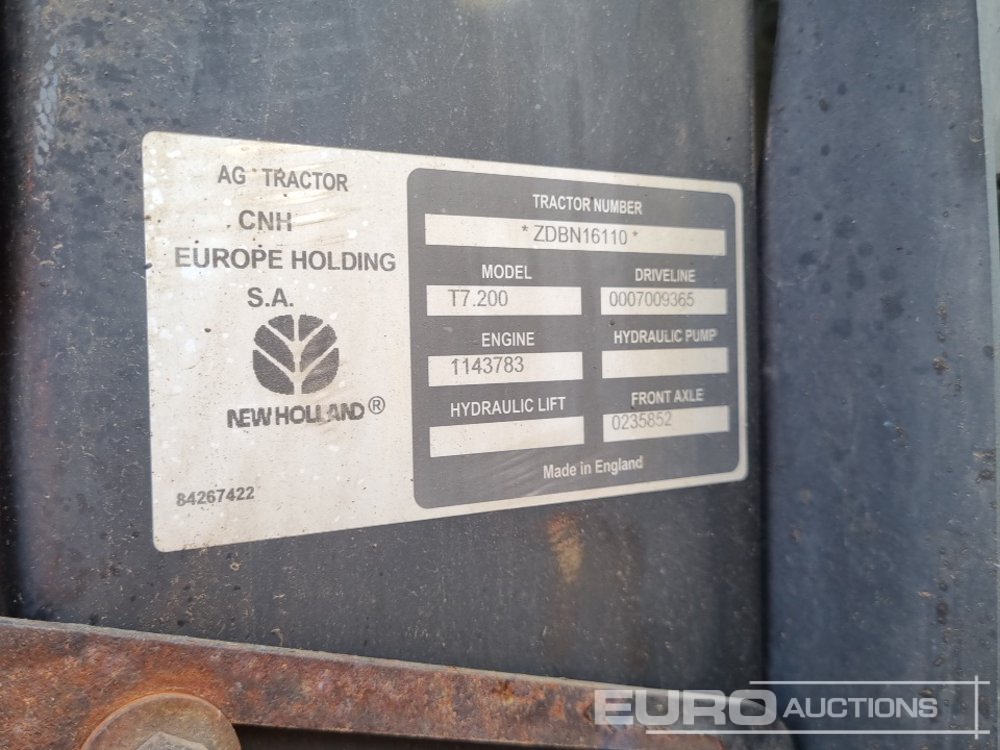 AG TRACTOR
CNH
EUROPE HOLDING
S.A.
NEW HOLLAND®
84267422
TRACTOR NUMBER
* ZDBN16110 *
MODEL
T7.200
DRIVELINE
0007009365
ENGINE
1143783
HYDRAULIC PUMP
HYDRAULIC LIFT
FRONT AXLE
0235852
Made in England
EURO AUCTIONS